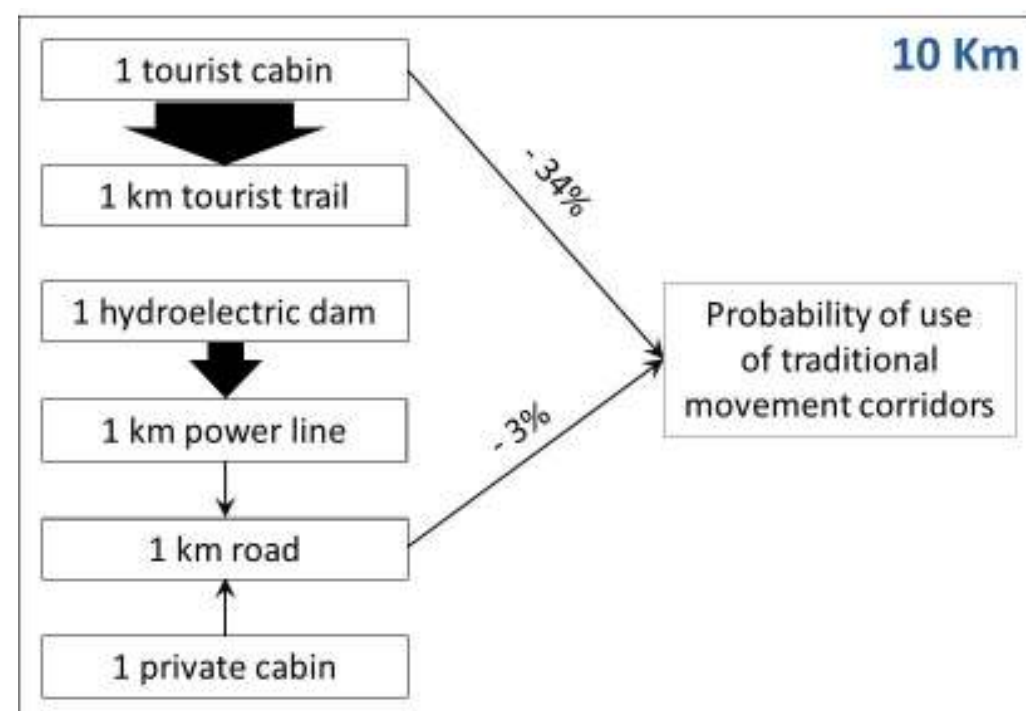 10 Km
1 tourist cabin
1 km tourist trail
- 34%
1 hydroelectric dam
Probability of use
of traditional
movement corridors
1 km power line
- 3%
1 km road
1 private cabin